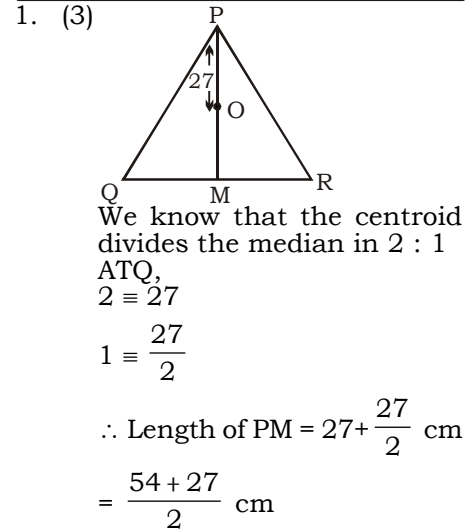 1. (3)
P
27
O
Q M R
We know that the centroid
divides the median in 2 : 1
ATQ,
2 ≡ 27
1 ≡ 27/2
∴ Length of PM = 27+27/2 cm
= 54 + 27/2 cm